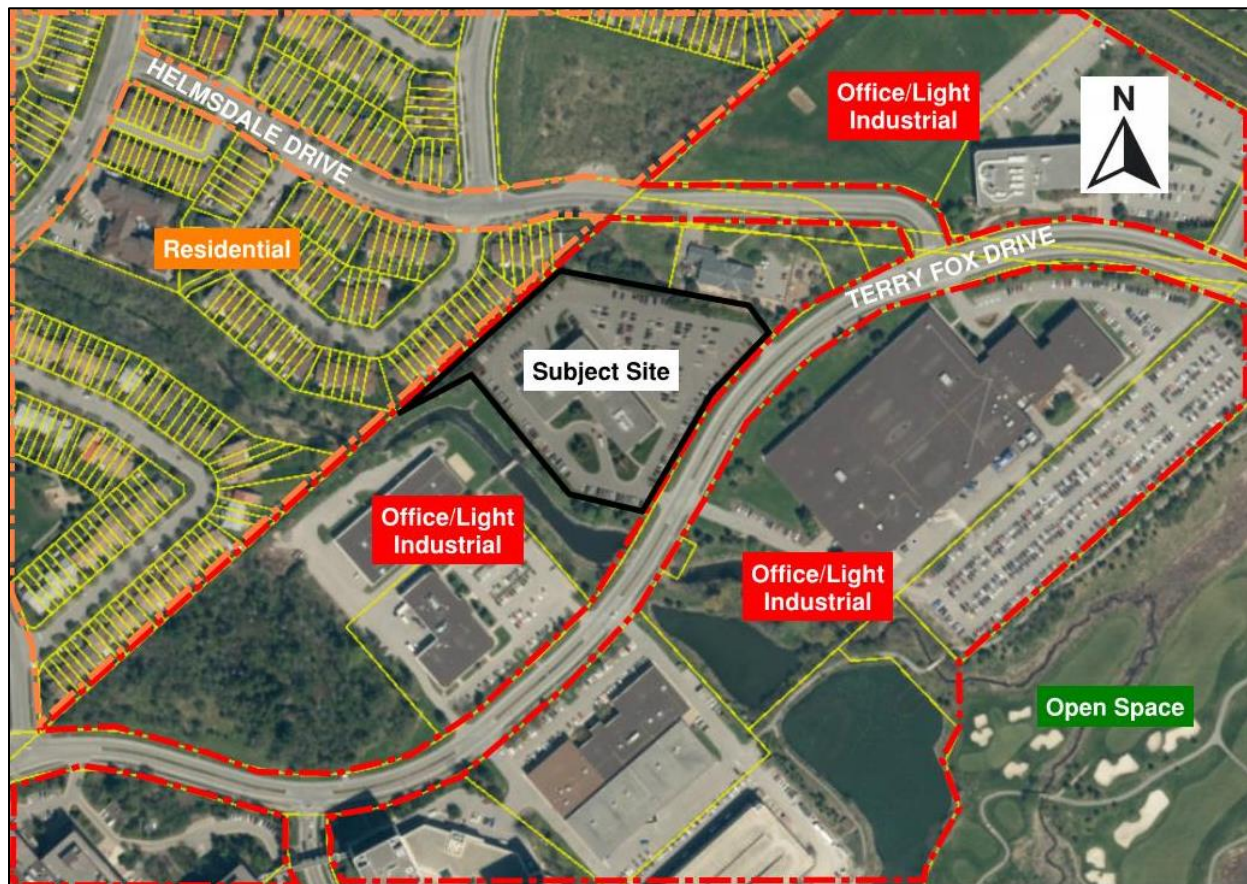 HELMSDALE DRIVE
Office/Light
Industrial
N
Residential
TERRY FOX DRIVE
Subject Site
Office/Light
Industrial
Office/Light
Industrial
Open Space